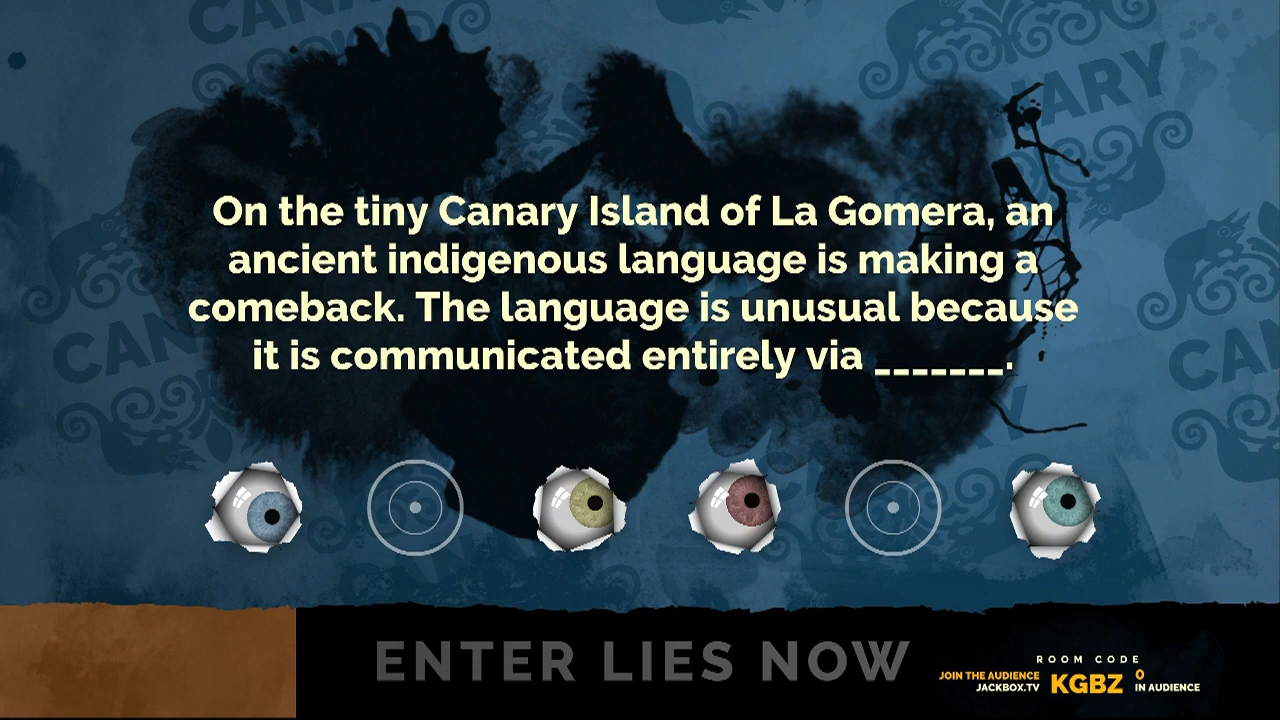 CANARY
CANARY
On the tiny Canary Island of La Gomera, an
ancient indigenous language is making a
comeback. The language is unusual because
it is communicated entirely via _______.
ENTER LIES NOW
ROOM CODE
JOIN THE AUDIENCE
JACKBOX.TV
KGBZ
0
IN AUDIENCE